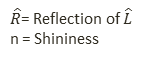 R̂= Reflection of L̂
n = Shininess